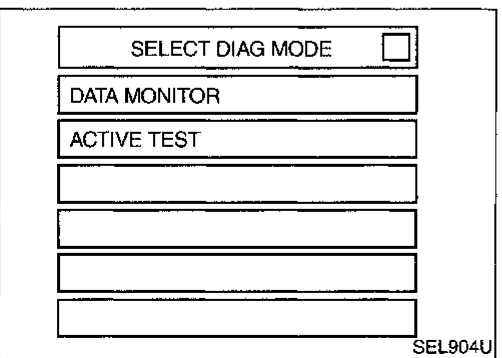 SELECT DIAG MODE
DATA MONITOR
ACTIVE TEST
SEL904U